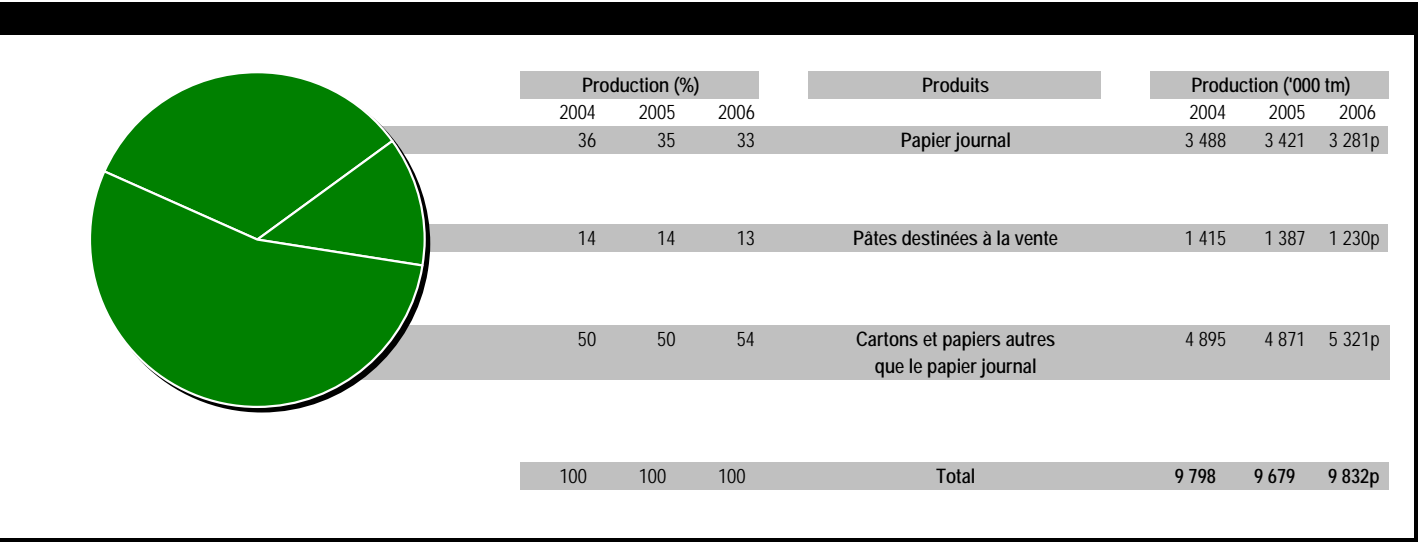 Production (%) Produits Production ('000 tm)
2004 2005 2006 2004 2005 2006
36 35 33 Papier journal 3 488 3 421 3 281p
14 14 13 Pâtes destinées à la vente 1 415 1 387 1 230p
50 50 54 Cartons et papiers autres 4 895 4 871 5 321p
que le papier journal
100 100 100 Total 9 798 9 679 9 832p